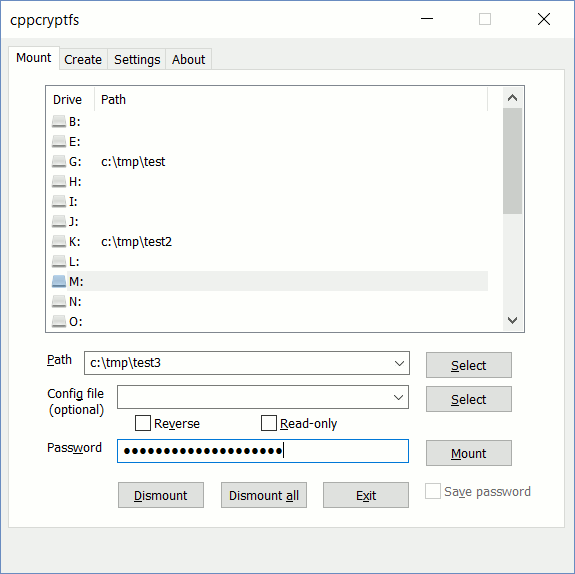 cppcryptfs
Mount Create Settings About
Drive Path
B:
E:
G: c:\tmp\test
H:
I:
J:
K: c:\tmp\test2
L:
M:
N:
O:
Path c:\tmp\test3 Select
Config file
(optional) Select
Reverse Read-only
Password ●●●●●●●●●●●●●●●●●●●● Mount
Dismount Dismount all Exit Save password